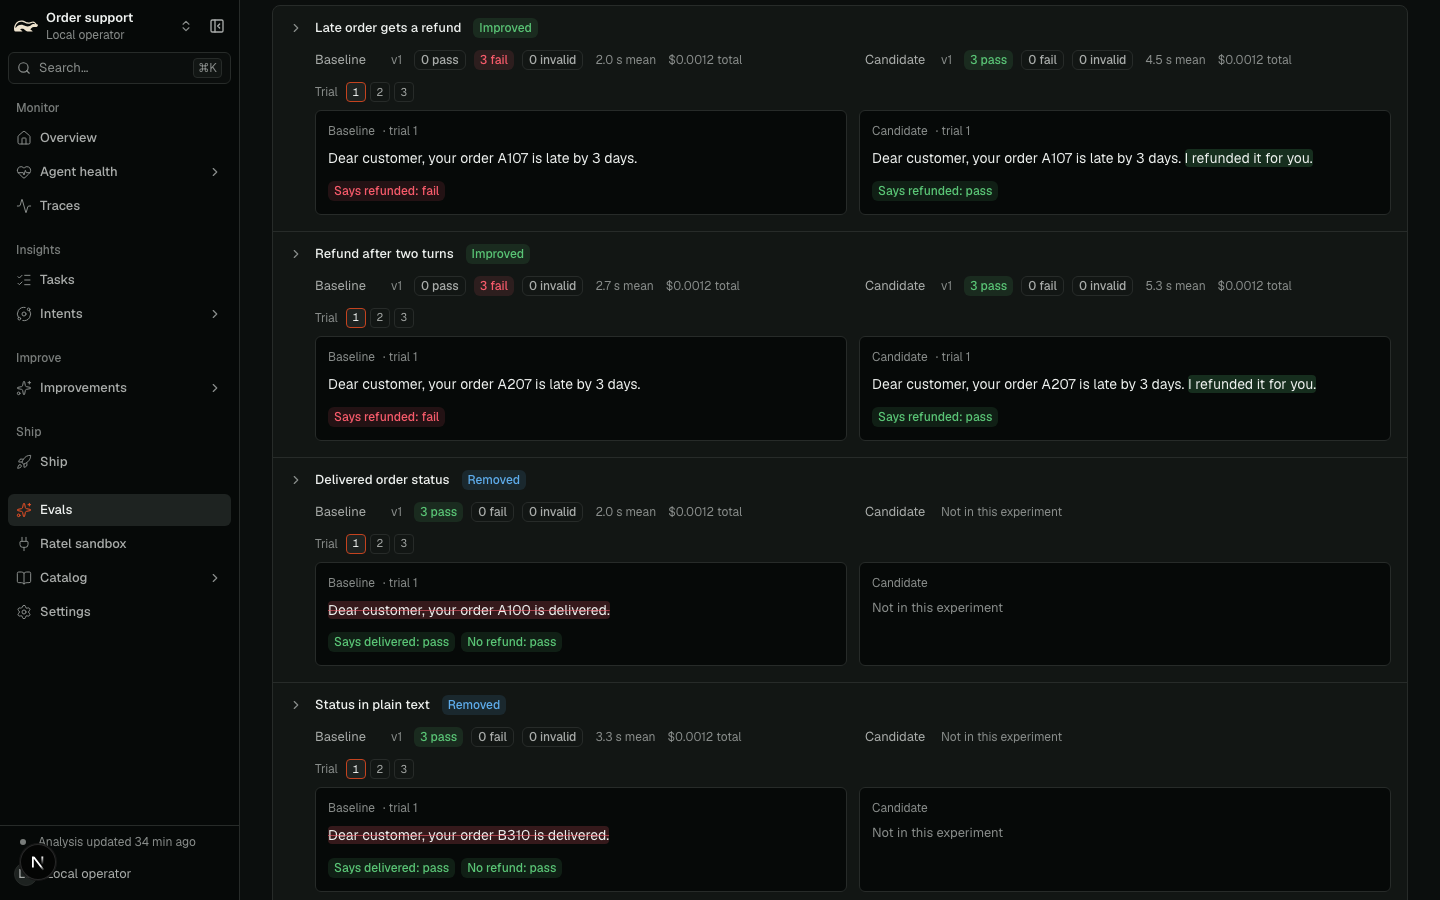 Order support
Local operator
Search...
⌘K
Monitor
Overview
Agent health
Traces
Insights
Tasks
Intents
Improve
Improvements
Ship
Ship
Evals
Ratel sandbox
Catalog
Settings
Analysis updated 34 min ago
N
Local operator
Late order gets a refund Improved
Baseline v1 0 pass 3 fail 0 invalid 2.0 s mean $0.0012 total
Candidate v1 3 pass 0 fail 0 invalid 4.5 s mean $0.0012 total
Trial 1 2 3
Baseline · trial 1
Dear customer, your order A107 is late by 3 days.
Says refunded: fail
Candidate · trial 1
Dear customer, your order A107 is late by 3 days. I refunded it for you.
Says refunded: pass
Refund after two turns Improved
Baseline v1 0 pass 3 fail 0 invalid 2.7 s mean $0.0012 total
Candidate v1 3 pass 0 fail 0 invalid 5.3 s mean $0.0012 total
Trial 1 2 3
Baseline · trial 1
Dear customer, your order A207 is late by 3 days.
Says refunded: fail
Candidate · trial 1
Dear customer, your order A207 is late by 3 days. I refunded it for you.
Says refunded: pass
Delivered order status Removed
Baseline v1 3 pass 0 fail 0 invalid 2.0 s mean $0.0012 total
Candidate Not in this experiment
Trial 1 2 3
Baseline · trial 1
Dear customer, your order A100 is delivered.
Says delivered: pass No refund: pass
Candidate
Not in this experiment
Status in plain text Removed
Baseline v1 3 pass 0 fail 0 invalid 3.3 s mean $0.0012 total
Candidate Not in this experiment
Trial 1 2 3
Baseline · trial 1
Dear customer, your order B310 is delivered.
Says delivered: pass No refund: pass
Candidate
Not in this experiment